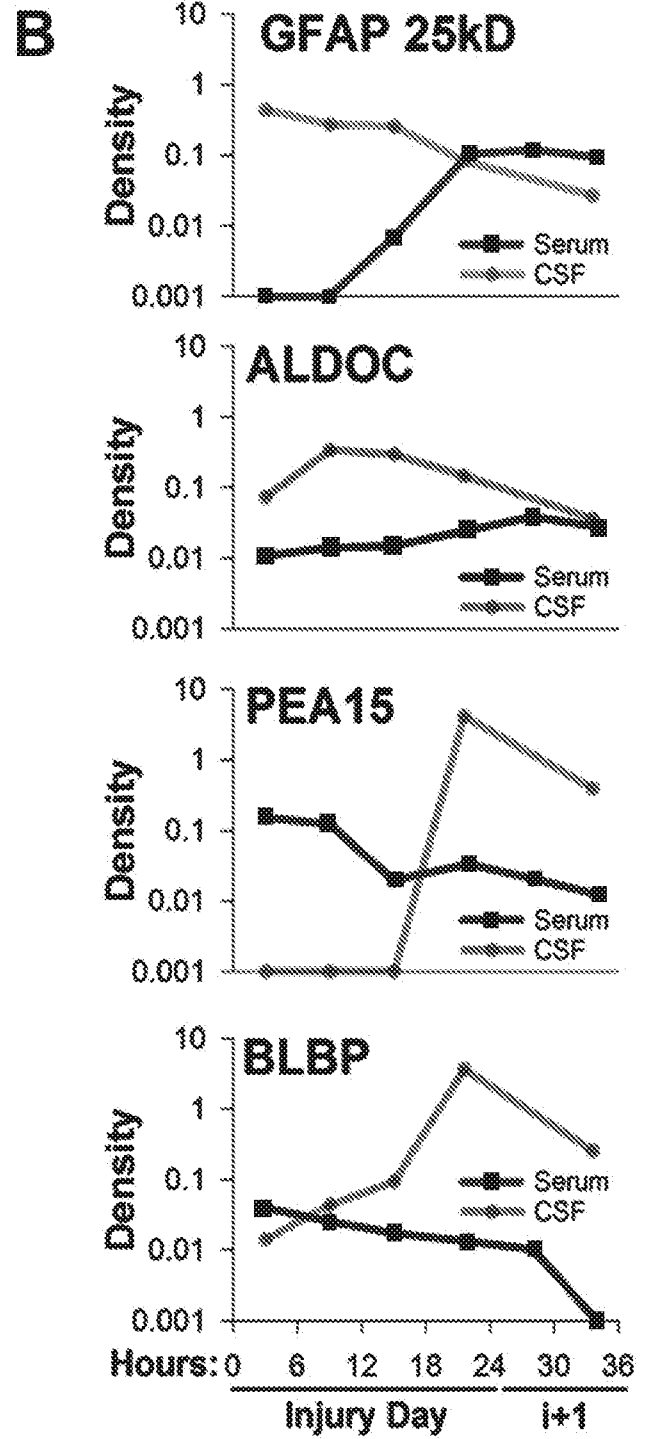 B
GFAP 25kD
Density
10
1
0.1
0.01
0.001
Serum
CSF
ALDOC
Density
10
1
0.1
0.01
0.001
Serum
CSF
PEA15
Density
10
1
0.1
0.01
0.001
Serum
CSF
BLBP
Density
10
1
0.1
0.01
0.001
Serum
CSF
Hours: 0 6 12 18 24 30 36
Injury Day i+1